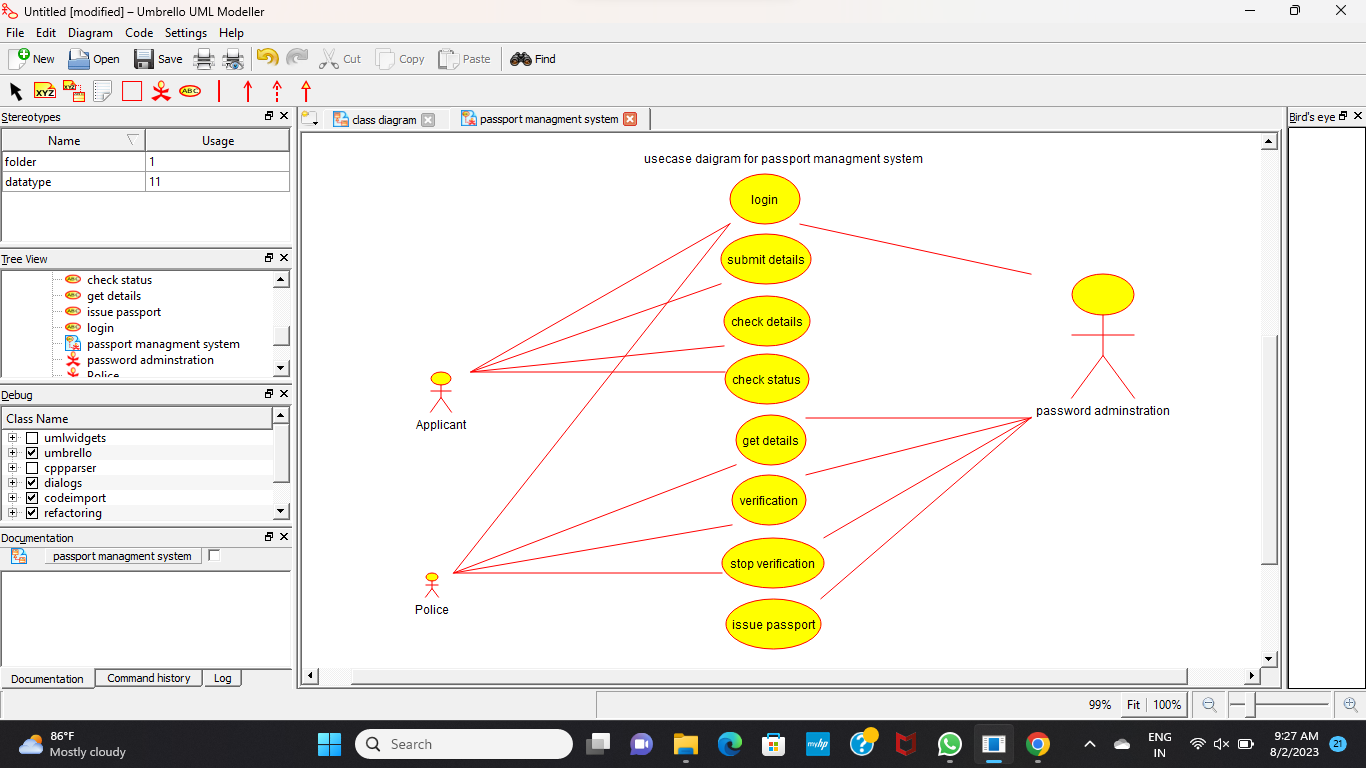 Untitled [modified] – Umbrello UML Modeller
File Edit Diagram Code Settings Help
New Open Save Cut Copy Paste Find
XYZ XYZ ABC
Stereotypes
Name Usage
folder 1
datatype 11
Tree View
check status
get details
issue passport
login
passport managment system
password adminstration
Police
Debug
Class Name
umlwidgets
umbrello
cppparser
dialogs
codeimport
refactoring
Documentation
passport managment system
Documentation Command history Log
class diagram passport managment system
Bird's eye
usecase daigram for passport managment system
login
submit details
check details
check status
get details
verification
stop verification
issue passport
Applicant
Police
password adminstration
99% Fit 100%
86°F
Mostly cloudy
Search
myhp
ENG
IN
9:27 AM
8/2/2023
21